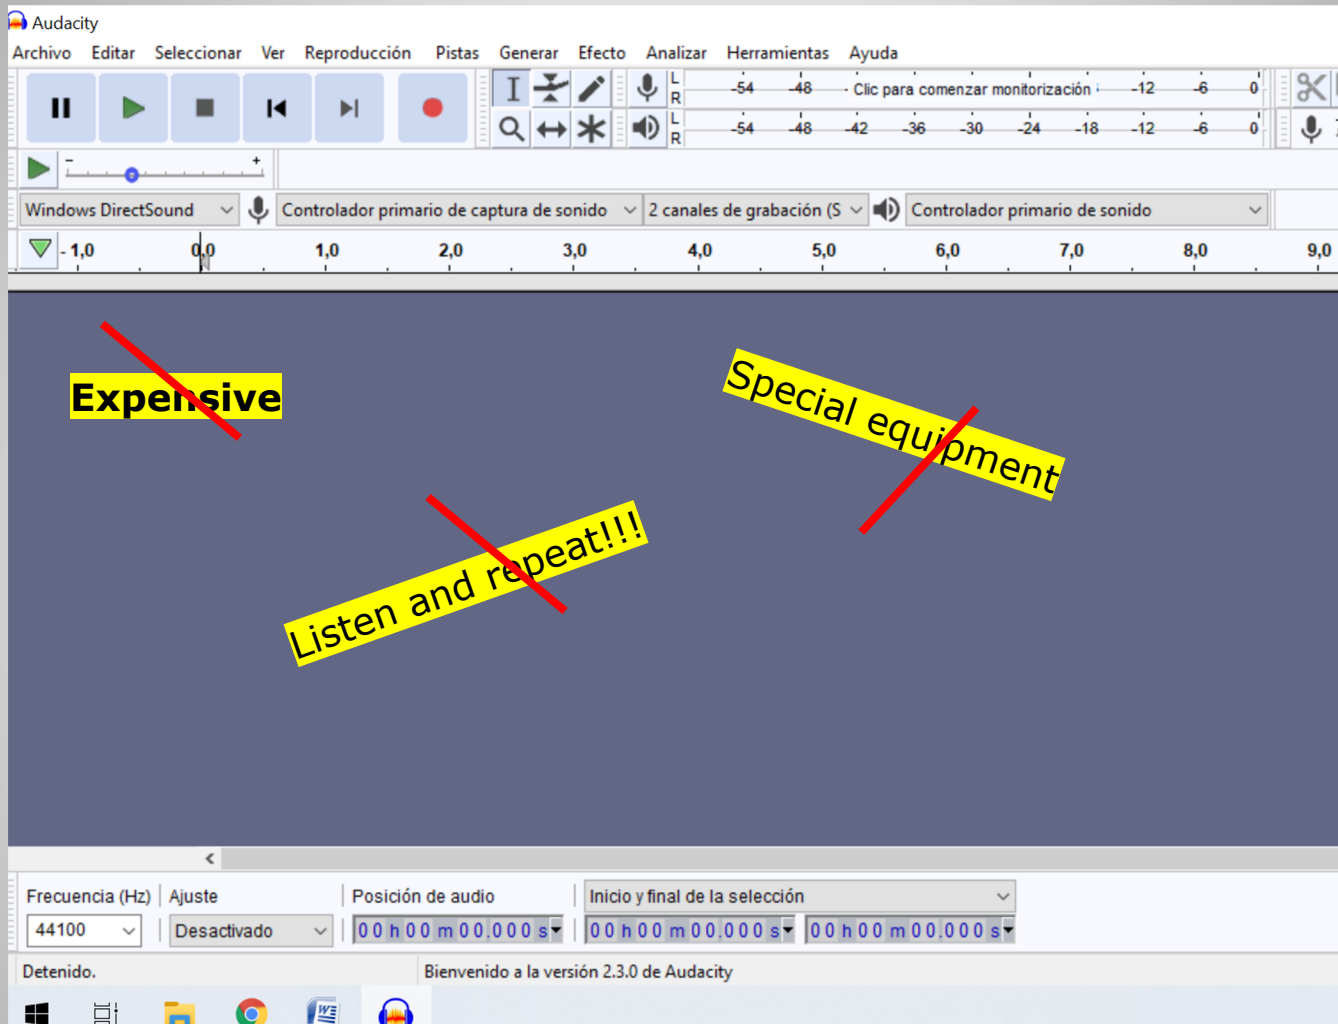 Audacity
Archivo Editar Seleccionar Ver Reproducción Pistas Generar Efecto Analizar Herramientas Ayuda
L
R
-54 -48 Clic para comenzar monitorización -12 -6 0
L
R
-54 -48 -42 -36 -30 -24 -18 -12 -6 0
- +
Windows DirectSound Controlador primario de captura de sonido 2 canales de grabación (S Controlador primario de sonido
- 1,0 0,0 1,0 2,0 3,0 4,0 5,0 6,0 7,0 8,0 9,0
Expensive
Special equipment
Listen and repeat!!!
Frecuencia (Hz) Ajuste Posición de audio Inicio y final de la selección
44100 Desactivado 00 h 00 m 00.000 s 00 h 00 m 00.000 s 00 h 00 m 00.000 s
Detenido. Bienvenido a la versión 2.3.0 de Audacity